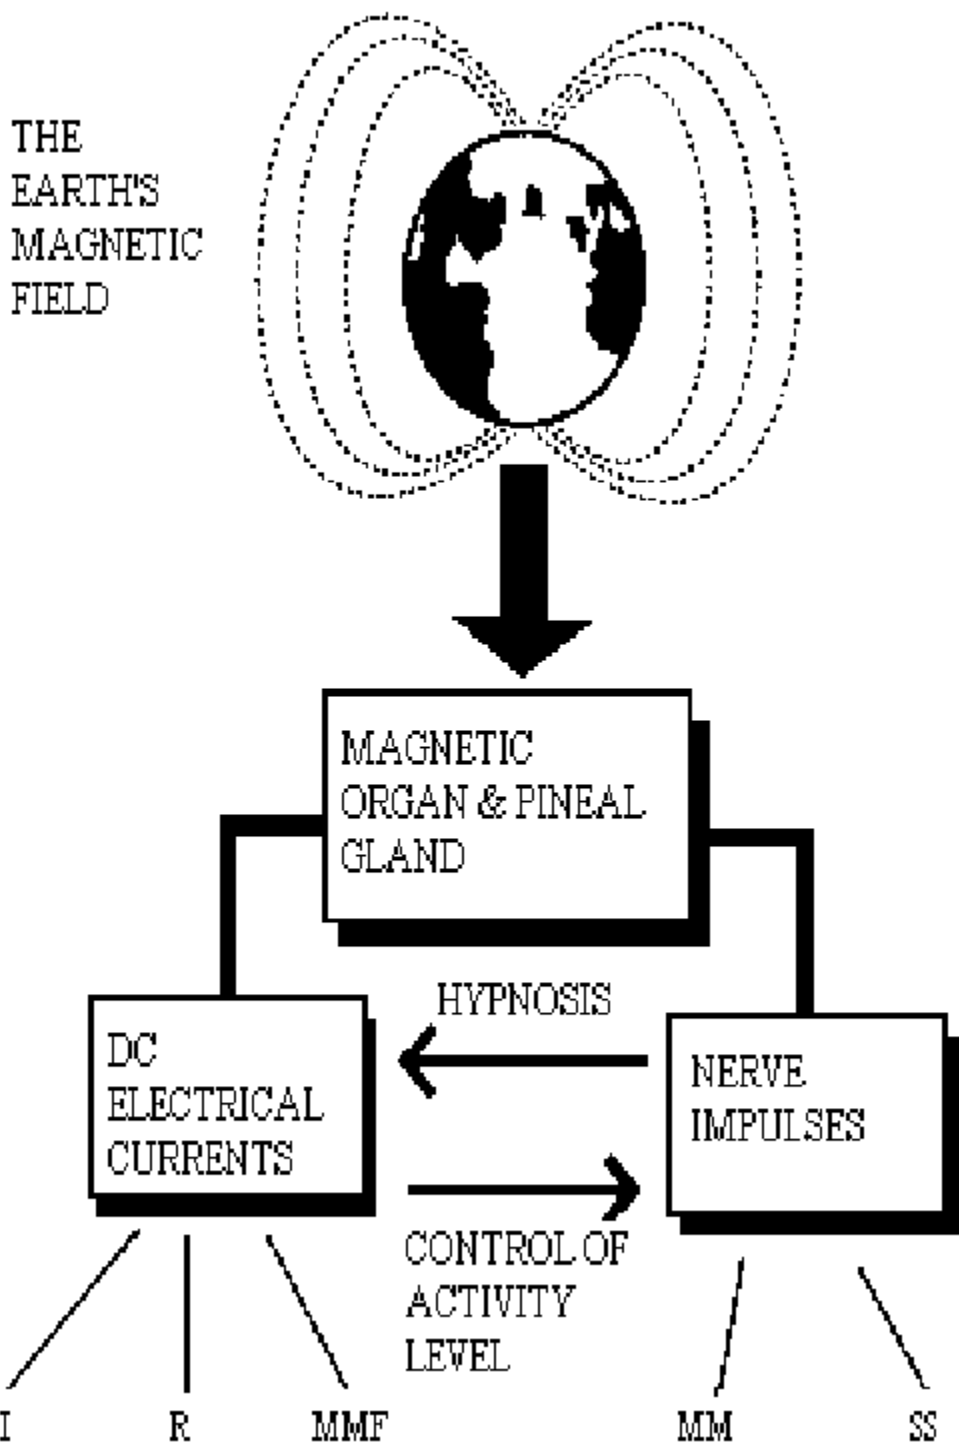 THE
EARTH'S
MAGNETIC
FIELD
MAGNETIC
ORGAN & PINEAL
GLAND
HYPNOSIS
DC
ELECTRICAL
CURRENTS
NERVE
IMPULSES
CONTROL OF
ACTIVITY
LEVEL
I R MMF MM SS